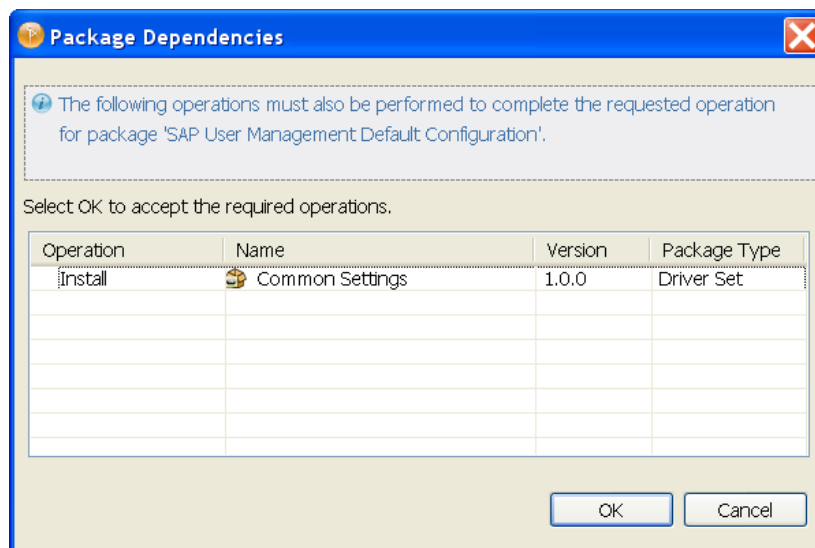 Package Dependencies
The following operations must also be performed to complete the requested operation
for package 'SAP User Management Default Configuration'.
Select OK to accept the required operations.
Operation Name Version Package Type
Install Common Settings 1.0.0 Driver Set
OK Cancel